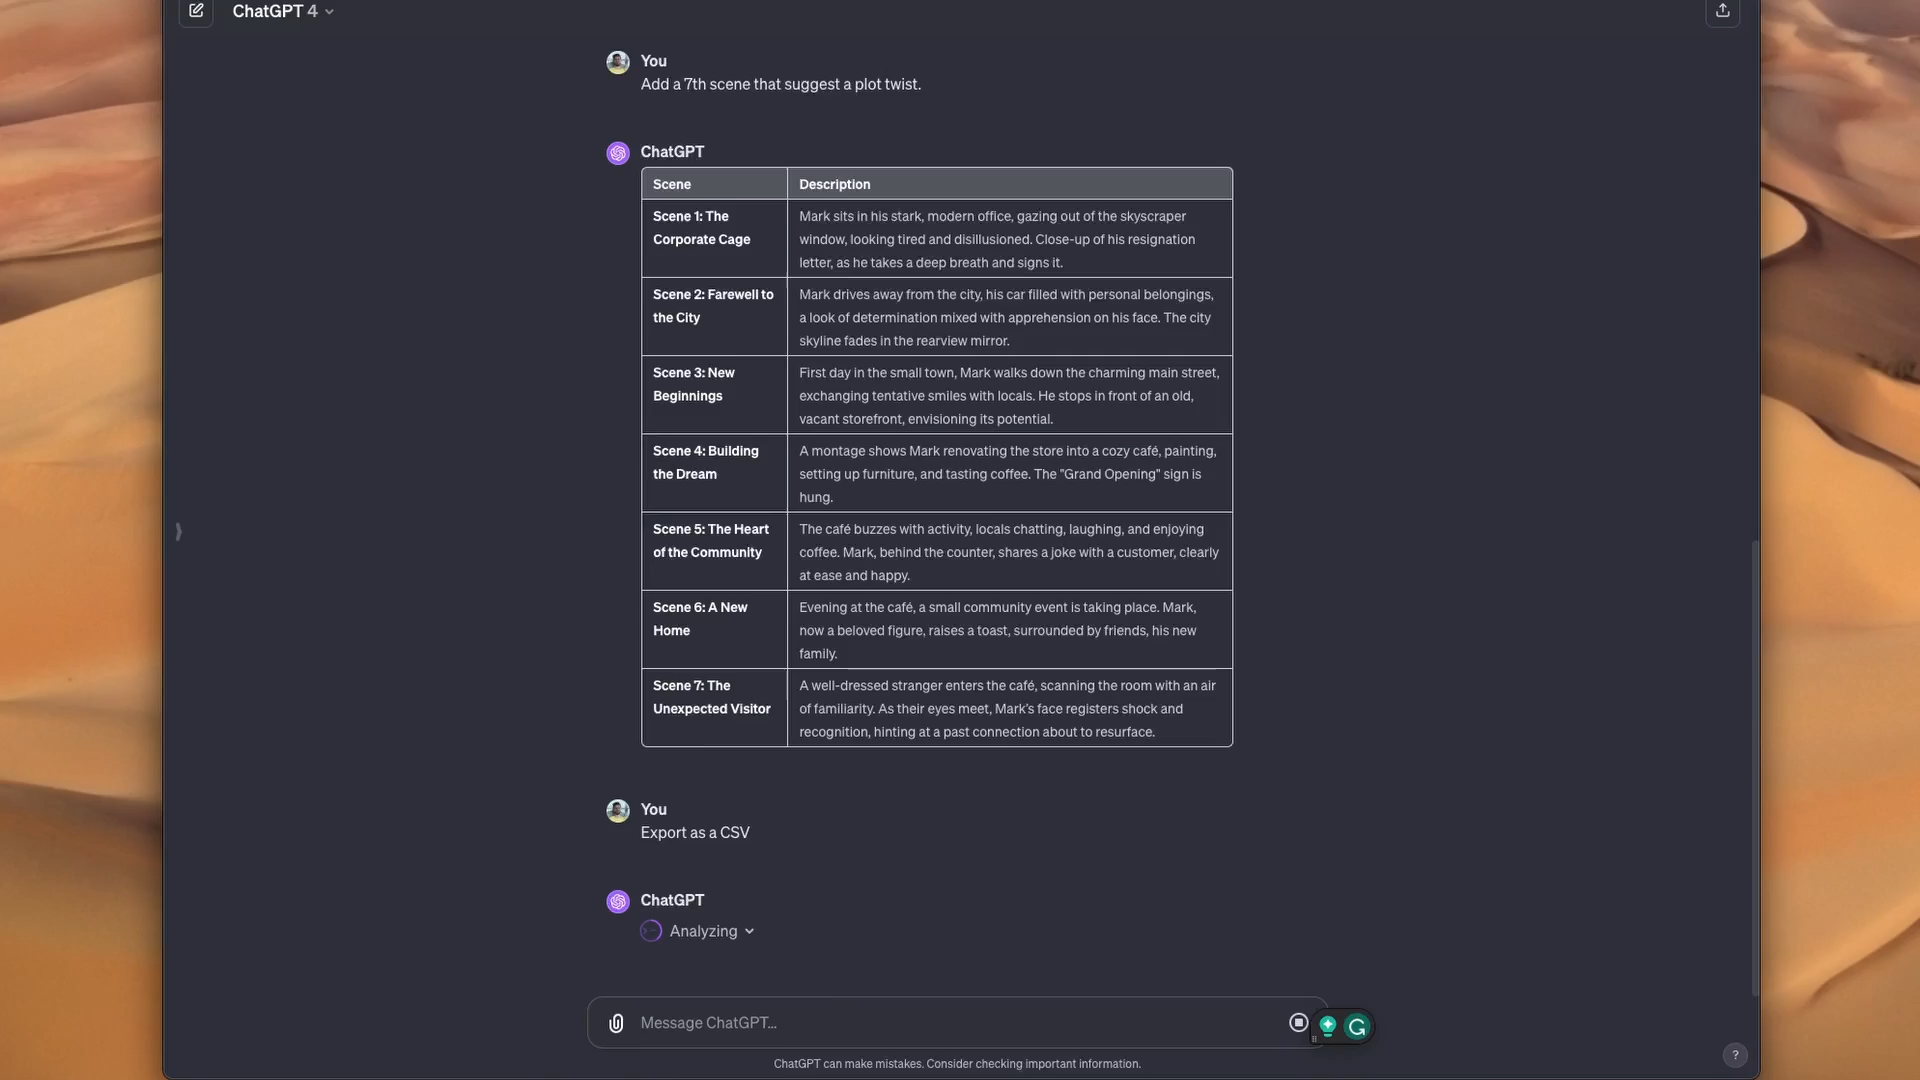 ChatGPT 4
You
Add a 7th scene that suggest a plot twist.
ChatGPT
Scene Description
Scene 1: The
Corporate Cage
Mark sits in his stark, modern office, gazing out of the skyscraper
window, looking tired and disillusioned. Close-up of his resignation
letter, as he takes a deep breath and signs it.
Scene 2: Farewell to
the City
Mark drives away from the city, his car filled with personal belongings,
a look of determination mixed with apprehension on his face. The city
skyline fades in the rearview mirror.
Scene 3: New
Beginnings
First day in the small town, Mark walks down the charming main street,
exchanging tentative smiles with locals. He stops in front of an old,
vacant storefront, envisioning its potential.
Scene 4: Building
the Dream
A montage shows Mark renovating the store into a cozy café, painting,
setting up furniture, and tasting coffee. The "Grand Opening" sign is
hung.
Scene 5: The Heart
of the Community
The café buzzes with activity, locals chatting, laughing, and enjoying
coffee. Mark, behind the counter, shares a joke with a customer, clearly
at ease and happy.
Scene 6: A New
Home
Evening at the café, a small community event is taking place. Mark,
now a beloved figure, raises a toast, surrounded by friends, his new
family.
Scene 7: The
Unexpected Visitor
A well-dressed stranger enters the café, scanning the room with an air
of familiarity. As their eyes meet, Mark's face registers shock and
recognition, hinting at a past connection about to resurface.
You
Export as a CSV
ChatGPT
Analyzing
Message ChatGPT...
ChatGPT can make mistakes. Consider checking important information.
?